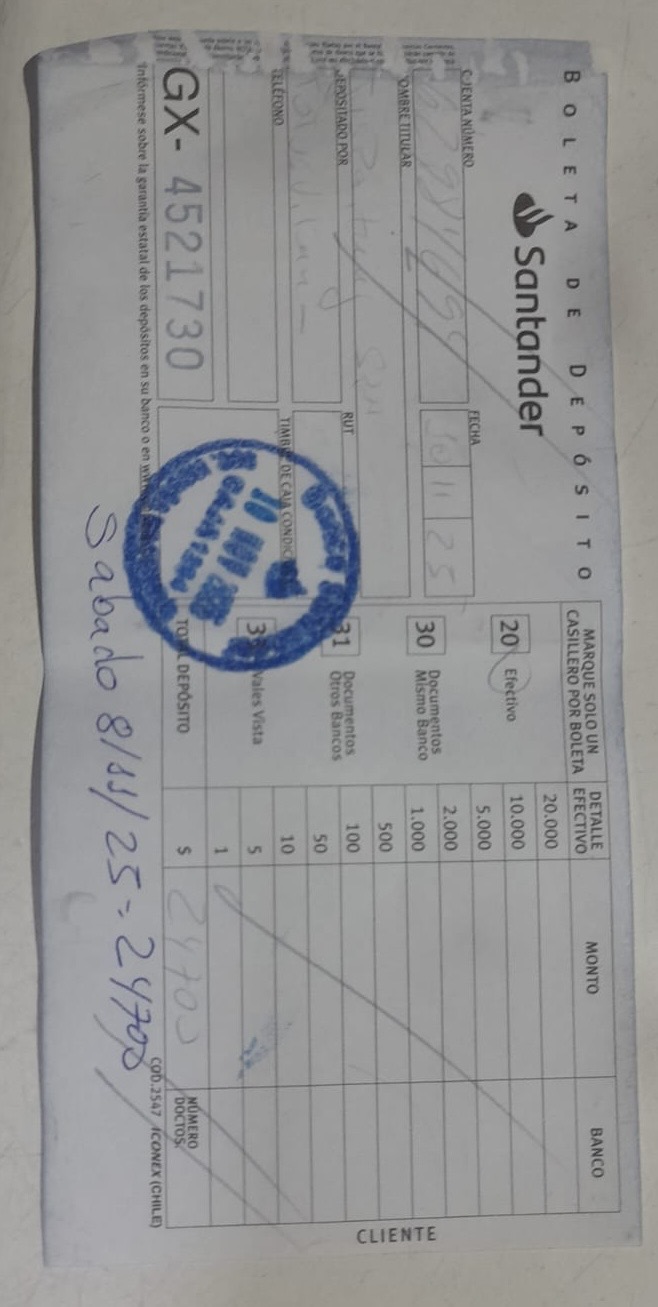 BOLETA DE DEPÓSITO
Santander
CUENTA NÚMERO
FECHA
10 11 25
NOMBRE TITULAR
DEPOSITADO POR
RUT
TELÉFONO
TIMBRE DE CAJA
GX- 45211730
Infórmese sobre la garantía estatal de los depósitos en su banco o en
MARQUE SOLO UN
CASILLERO POR BOLETA
20 Efectivo
30 Documentos
Mismo Banco
31 Documentos
Otros Bancos
Vales Vista
TOTAL DEPÓSITO
DETALLE
EFECTIVO
MONTO
BANCO
20.000
10.000
5.000
2.000
1.000
500
100
50
10
5
1
$ 24700
NÚMERO
DOCTOS.
10 NOV
COD.2547 ICONEX (CHILE)
CLIENTE
Sabado 8/11/25 = 24700